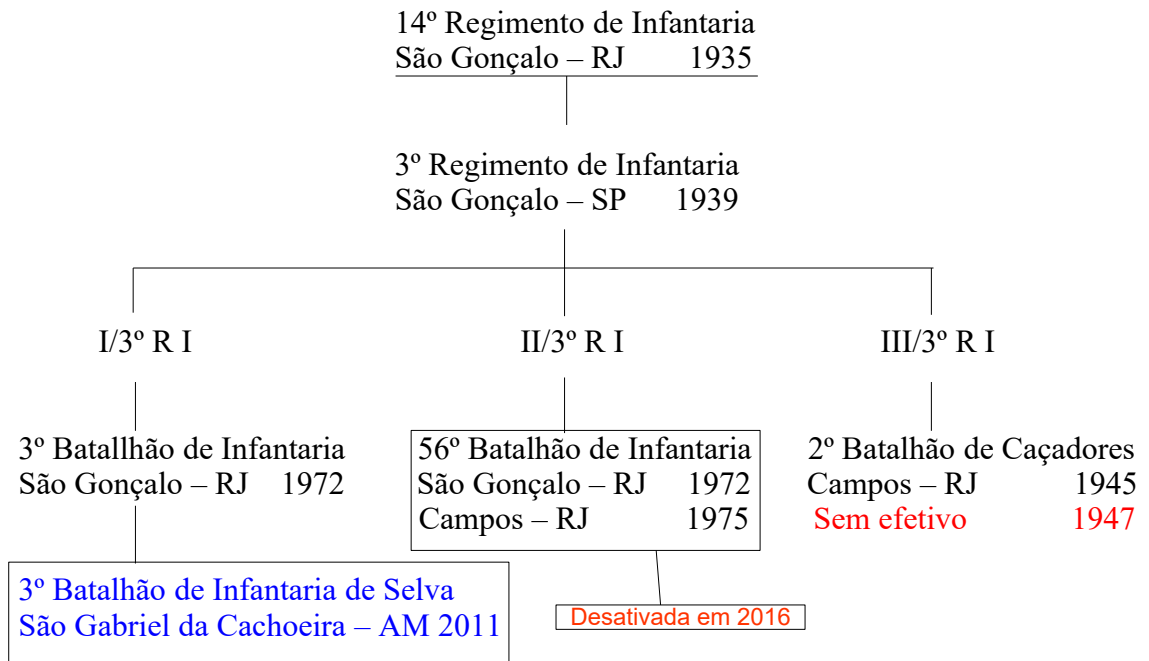 14º Regimento de Infantaria
São Gonçalo – RJ 1935
3º Regimento de Infantaria
São Gonçalo – SP 1939
I/3º R I
II/3º R I
III/3º R I
3º Batallhão de Infantaria
São Gonçalo – RJ 1972
56º Batalhão de Infantaria
São Gonçalo – RJ 1972
Campos – RJ 1975
2º Batalhão de Caçadores
Campos – RJ 1945
Sem efetivo 1947
3º Batalhão de Infantaria de Selva
São Gabriel da Cachoeira – AM 2011
Desativada em 2016